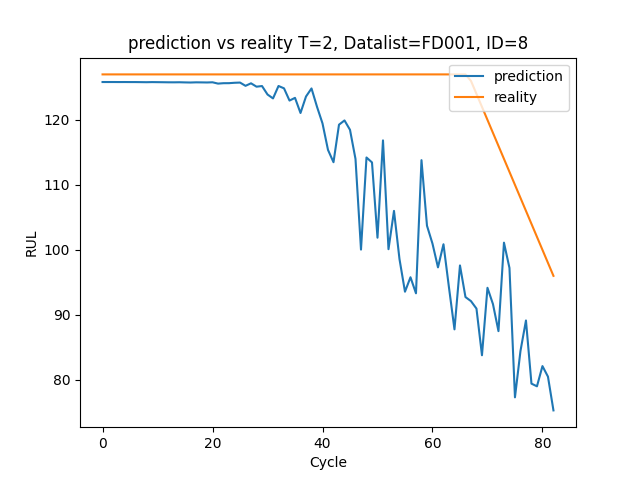 prediction vs reality T=2, Datalist=FD001, ID=8
prediction
reality
120
110
100
90
80
RUL
0 20 40 60 80
Cycle